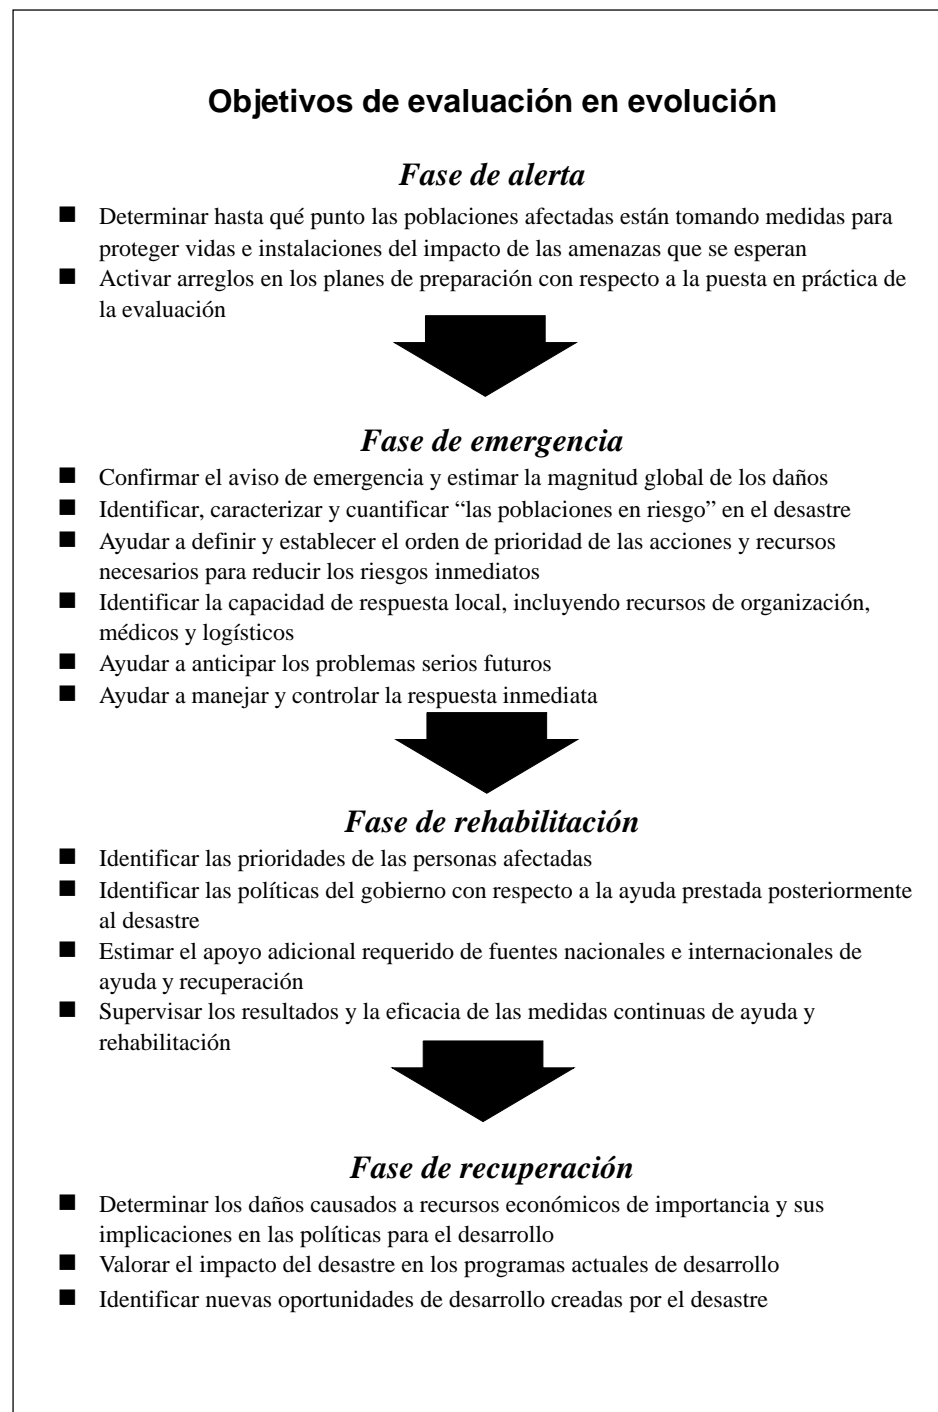 Objetivos de evaluación en evolución
Fase de alerta
■ Determinar hasta qué punto las poblaciones afectadas están tomando medidas para
proteger vidas e instalaciones del impacto de las amenazas que se esperan
■ Activar arreglos en los planes de preparación con respecto a la puesta en práctica de
la evaluación
Fase de emergencia
■ Confirmar el aviso de emergencia y estimar la magnitud global de los daños
■ Identificar, caracterizar y cuantificar “las poblaciones en riesgo” en el desastre
■ Ayudar a definir y establecer el orden de prioridad de las acciones y recursos
necesarios para reducir los riesgos inmediatos
■ Identificar la capacidad de respuesta local, incluyendo recursos de organización,
médicos y logísticos
■ Ayudar a anticipar los problemas serios futuros
■ Ayudar a manejar y controlar la respuesta inmediata
Fase de rehabilitación
■ Identificar las prioridades de las personas afectadas
■ Identificar las políticas del gobierno con respecto a la ayuda prestada posteriormente
al desastre
■ Estimar el apoyo adicional requerido de fuentes nacionales e internacionales de
ayuda y recuperación
■ Supervisar los resultados y la eficacia de las medidas continuas de ayuda y
rehabilitación
Fase de recuperación
■ Determinar los daños causados a recursos económicos de importancia y sus
implicaciones en las políticas para el desarrollo
■ Valorar el impacto del desastre en los programas actuales de desarrollo
■ Identificar nuevas oportunidades de desarrollo creadas por el desastre